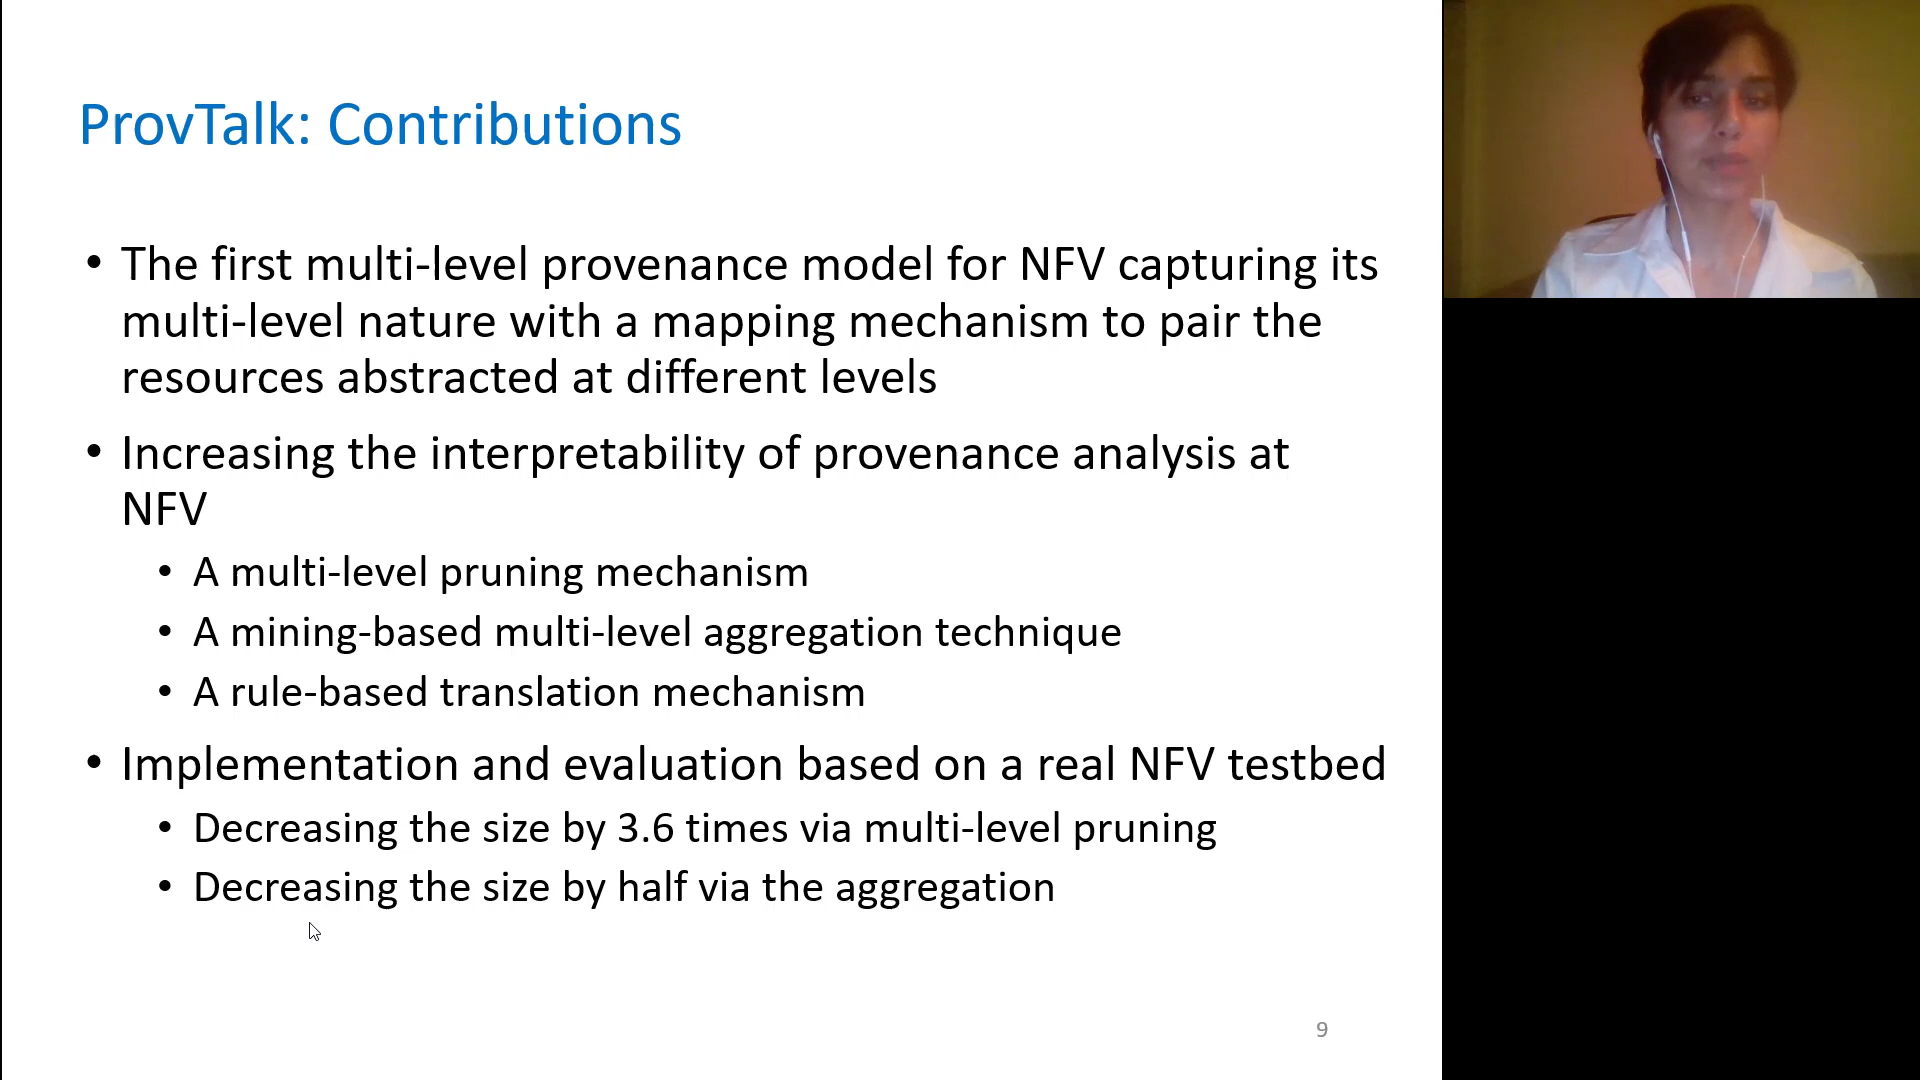 ProvTalk: Contributions
• The first multi-level provenance model for NFV capturing its
multi-level nature with a mapping mechanism to pair the
resources abstracted at different levels
• Increasing the interpretability of provenance analysis at
NFV
• A multi-level pruning mechanism
• A mining-based multi-level aggregation technique
• A rule-based translation mechanism
• Implementation and evaluation based on a real NFV testbed
• Decreasing the size by 3.6 times via multi-level pruning
• Decreasing the size by half via the aggregation
9